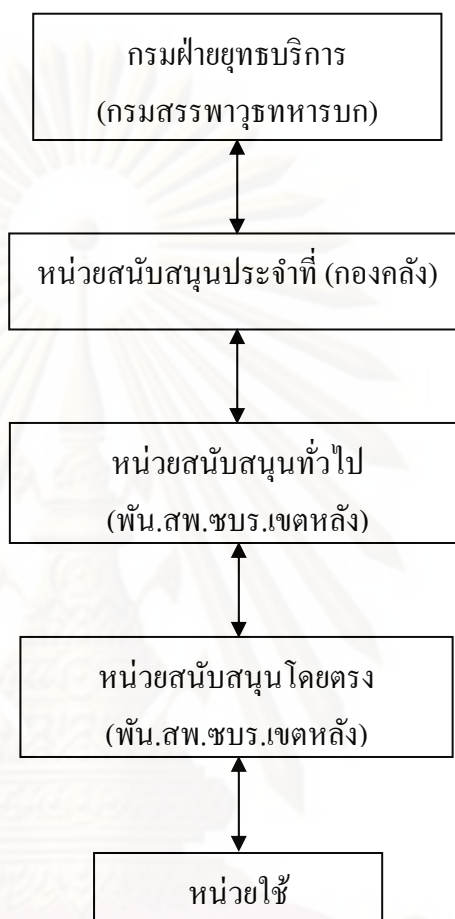 กรมฝ่ายยุทธบริการ
(กรมสรรพาวุธทหารบก)
หน่วยสนับสนุนประจำที่ (กองคลัง)
หน่วยสนับสนุนทั่วไป
(พัน.สพ.ซบร.เขตหลัง)
หน่วยสนับสนุนโดยตรง
(พัน.สพ.ซบร.เขตหลัง)
หน่วยใช้